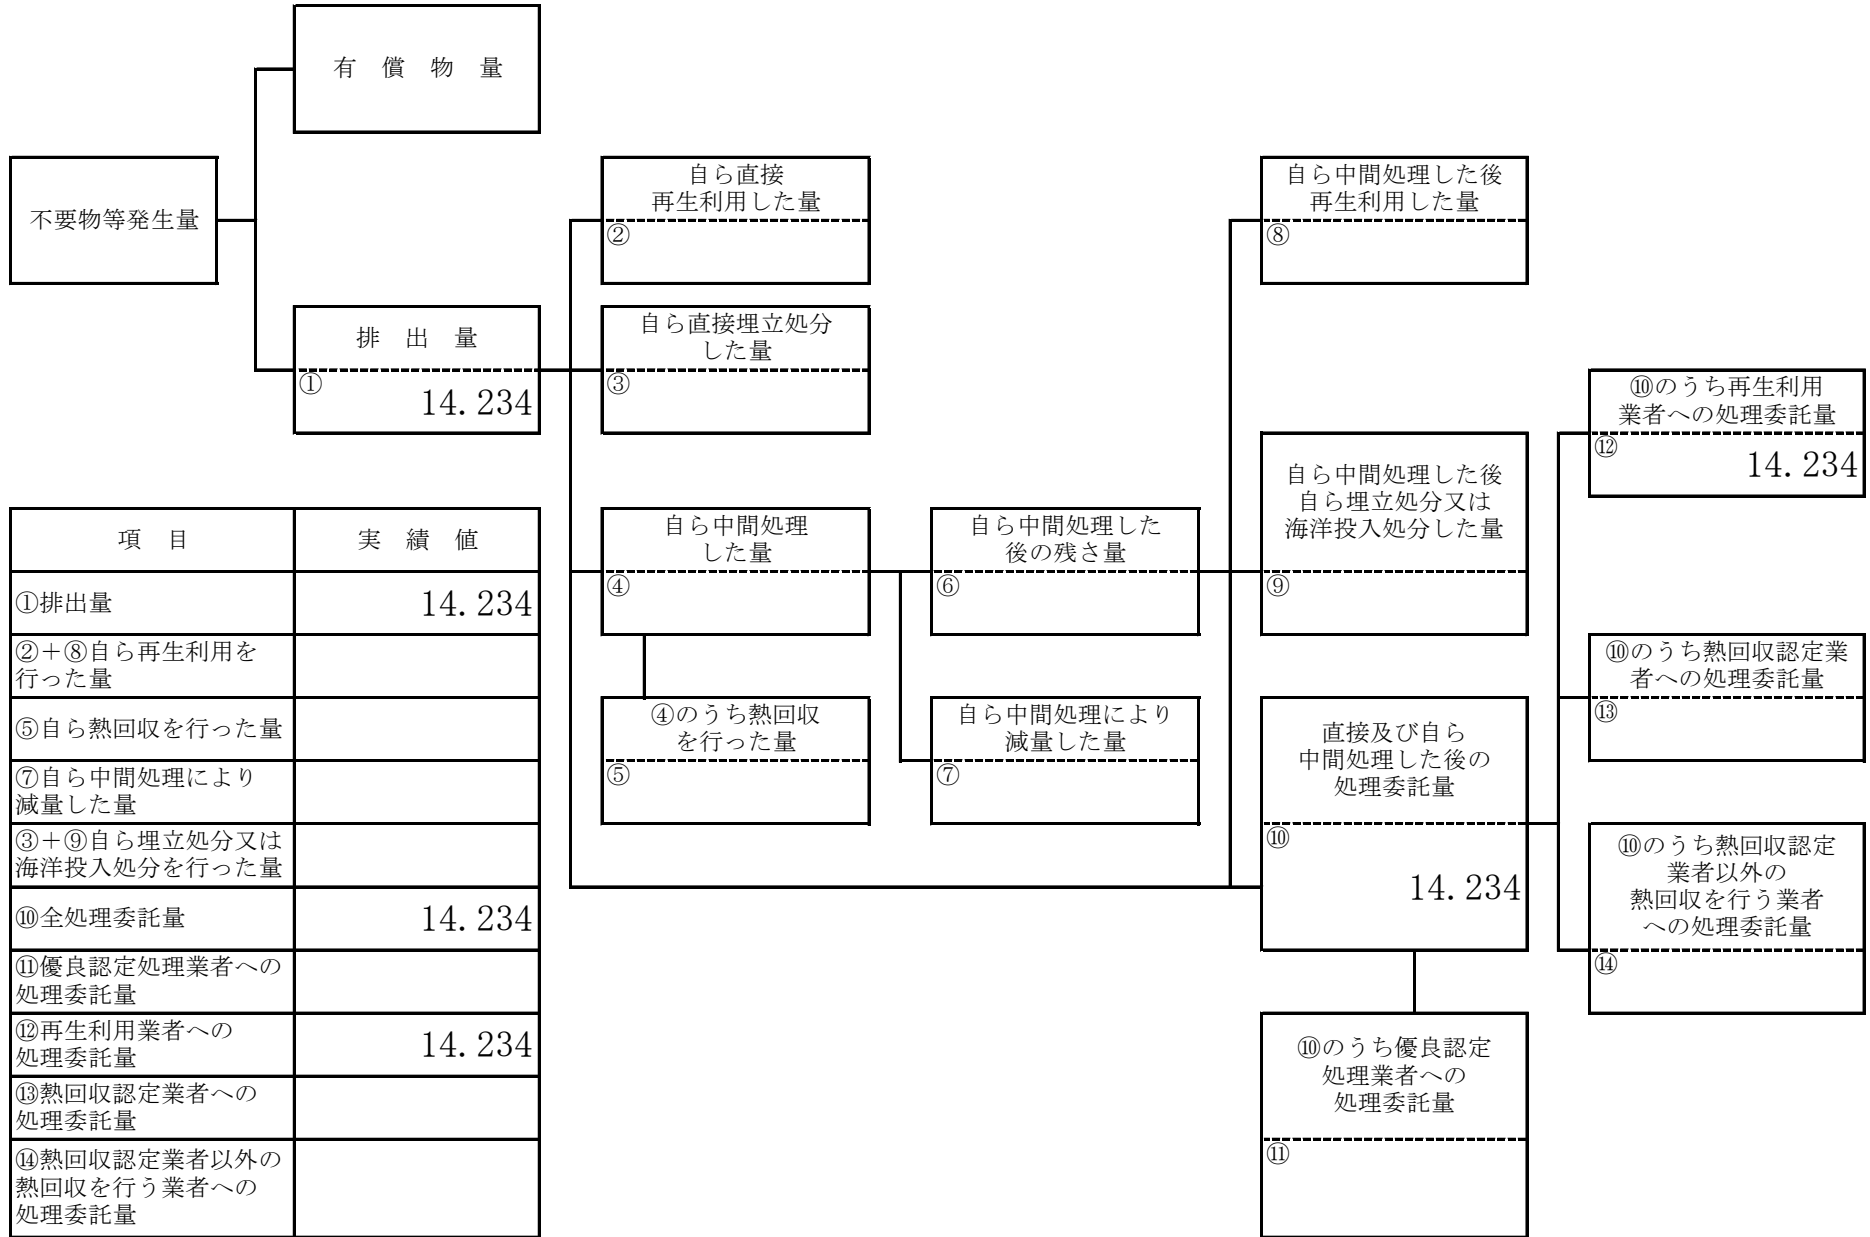 有　償　物　量
不要物等発生量
排　出　量
①
14.234
自ら直接
再生利用した量
②
自ら直接埋立処分
した量
③
自ら中間処理
した量
④
④のうち熱回収
を行った量
⑤
自ら中間処理した
後の残さ量
⑥
自ら中間処理により
減量した量
⑦
自ら中間処理した後
再生利用した量
⑧
自ら中間処理した後
自ら埋立処分又は
海洋投入処分した量
⑨
直接及び自ら
中間処理した後の
処理委託量
⑩
14.234
⑩のうち優良認定
処理業者への
処理委託量
⑪
⑩のうち再生利用
業者への処理委託量
⑫
14.234
⑩のうち熱回収認定業
者への処理委託量
⑬
⑩のうち熱回収認定
業者以外の
熱回収を行う業者
への処理委託量
⑭
項　目　実　績　値
①排出量　14.234
②＋⑧自ら再生利用を
行った量
⑤自ら熱回収を行った量
⑦自ら中間処理により
減量した量
③＋⑨自ら埋立処分又は
海洋投入処分を行った量
⑩全処理委託量　14.234
⑪優良認定処理業者への
処理委託量
⑫再生利用業者への
処理委託量　14.234
⑬熱回収認定業者への
処理委託量
⑭熱回収認定業者以外の
熱回収を行う業者への
処理委託量